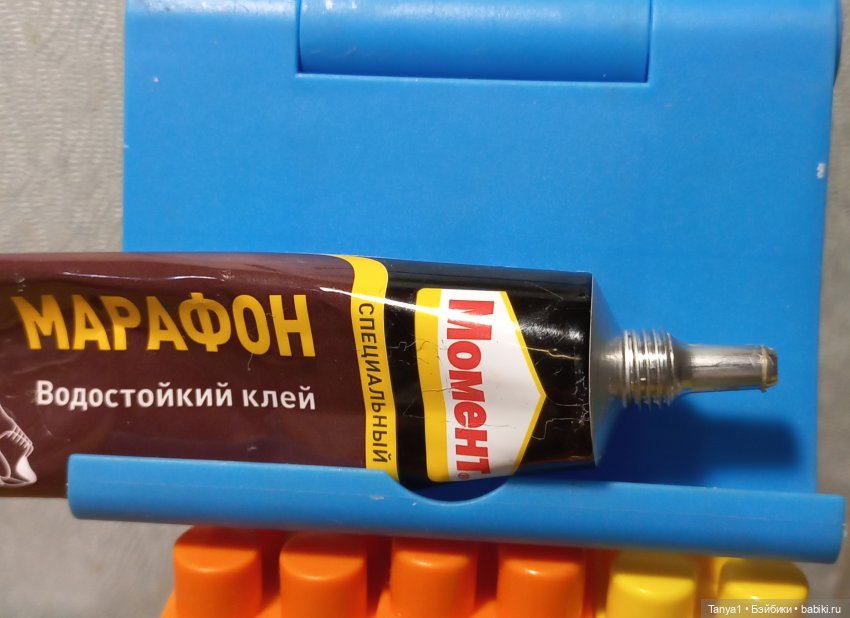 МАРАФОН
Водостойкий клей
СПЕЦИАЛЬНЫЙ
Момент®
Tanya1 • Бэйбики • babiki.ru